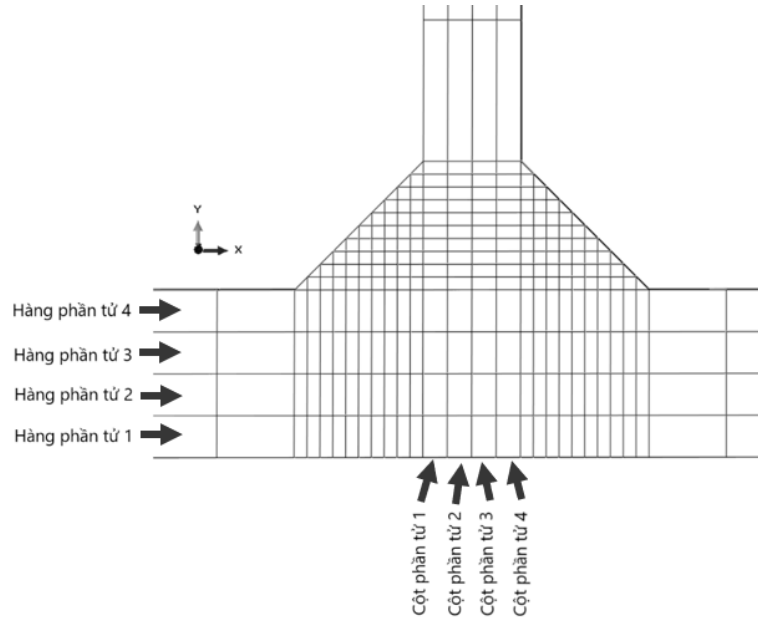 Y
X
Hàng phần tử 4
Hàng phần tử 3
Hàng phần tử 2
Hàng phần tử 1
Cột phần tử 1
Cột phần tử 2
Cột phần tử 3
Cột phần tử 4